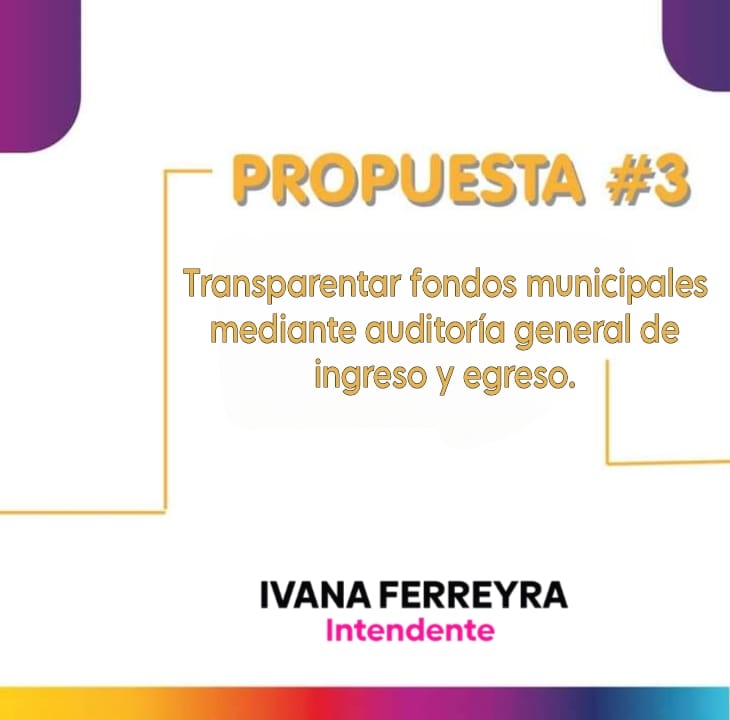 PROPUESTA #3
Transparentar fondos municipales
mediante auditoría general de
ingreso y egreso.
IVANA FERREYRA
Intendente